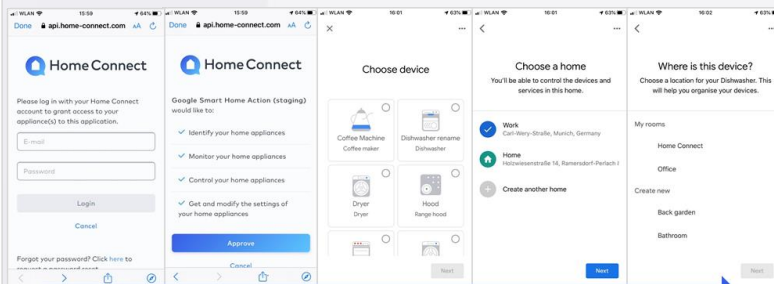 WLAN 15:59 64%
Done api.home-connect.com AA
Home Connect
Please log in with your Home Connect
account to grant access to your
appliance(s) to this application.
E-mail
Password
Login
Cancel
Forgot your password? Click here to
request a password reset
WLAN 15:59 64%
Done api.home-connect.com AA
Home Connect
Google Smart Home Action (staging)
would like to:
Identify your home appliances
Monitor your home appliances
Control your home appliances
Get and modify the settings of
your home appliances
Approve
Cancel
WLAN 16:01 63%
Choose device
Coffee Machine
Coffee maker
Dishwasher rename
Dishwasher
Dryer
Dryer
Hood
Range hood
Next
WLAN 16:01 63%
Choose a home
You'll be able to control the devices and
services in this home.
Work
Carl-Wery-Straße, Munich, Germany
Home
Holzwiesenstraße 14, Ramersdorf-Perlach
Create another home
Next
WLAN 16:02 63%
Where is this device?
Choose a location for your Dishwasher. This
will help you organise your devices.
My rooms
Home Connect
Office
Create new
Back garden
Bathroom
Next